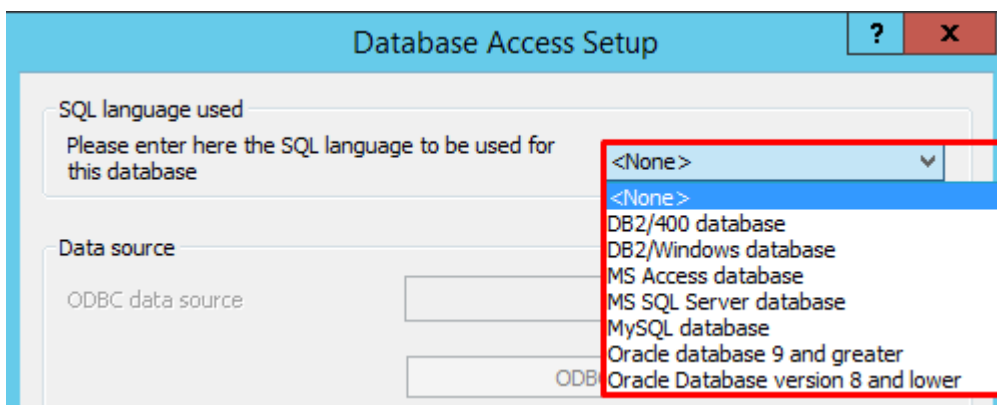 Database Access Setup
?
x
SQL language used
Please enter here the SQL language to be used for
this database
<None>
<None>
DB2/400 database
DB2/Windows database
MS Access database
MS SQL Server database
MySQL database
Oracle database 9 and greater
Oracle Database version 8 and lower
Data source
ODBC data source